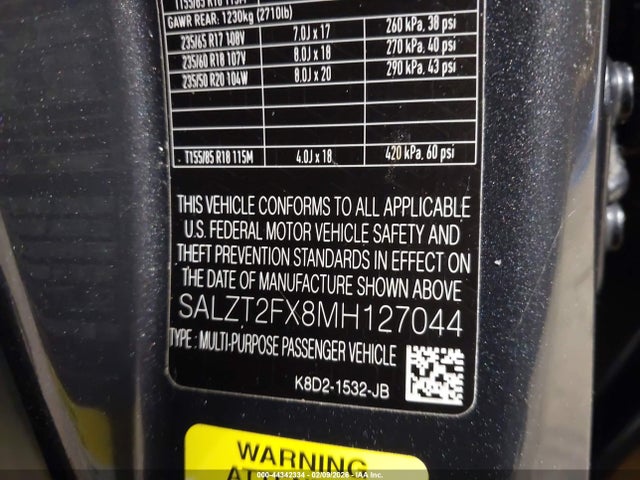 T155/85 R18 115M
GAWR REAR: 1230kg (2710lb)
235/65 R17 108V 7.0J x 17 260 kPa, 38 psi
235/60 R18 107V 8.0J x 18 270 kPa, 40 psi
235/50 R20 104W 8.0J x 20 290 kPa, 43 psi
T155/85 R18 115M 4.0J x 18 420 kPa, 60 psi
THIS VEHICLE CONFORMS TO ALL APPLICABLE
U.S. FEDERAL MOTOR VEHICLE SAFETY AND
THEFT PREVENTION STANDARDS IN EFFECT ON
THE DATE OF MANUFACTURE SHOWN ABOVE
SALZT2FX8MH127044
TYPE : MULTI-PURPOSE PASSENGER VEHICLE
K8D2-1532-JB
WARNING
000-44342334 - 02/09/2026 - IAA Inc.